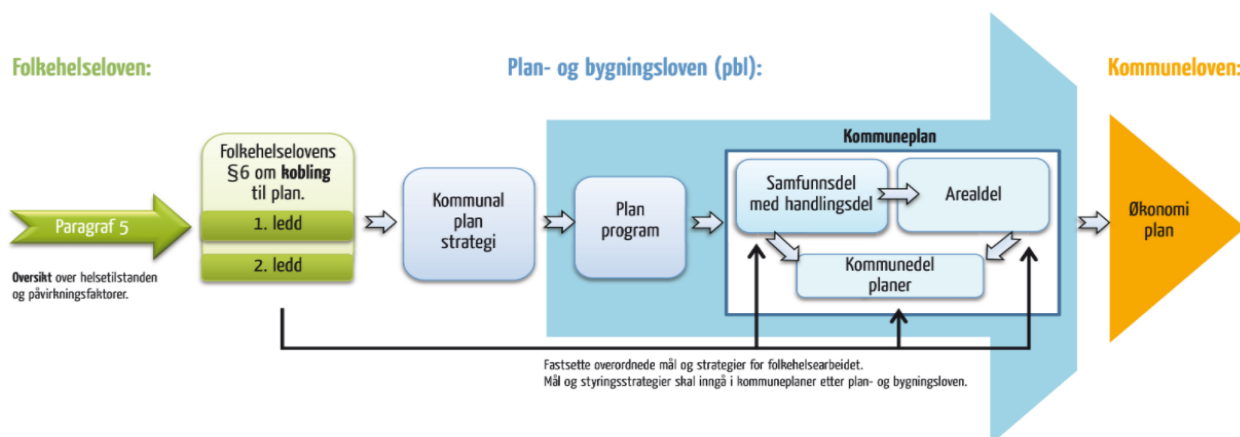 Folkehelseloven:
Plan- og bygningsloven (pbl):
Kommuneloven:
Paragraf 5
Oversikt over helsetilstanden
og påvirkningsfaktorer.
Folkehelselovens
§6 om kobling
til plan.
1. ledd
2. ledd
Kommunal
plan
strategi
Plan
program
Kommuneplan
Samfunnsdel
med handlingsdel
Arealdel
Kommunedel
planer
Økonomi
plan
Fastsette overordnede mål og strategier for folkehelsearbeidet.
Mål og styringsstrategier skal inngå i kommuneplaner etter plan- og bygningsloven.